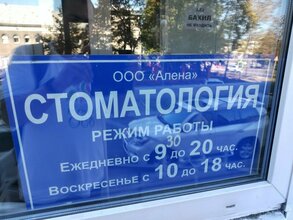 ООО «Алена»
СТОМАТОЛОГИЯ
РЕЖИМ РАБОТЫ
30
ЕЖЕДНЕВНО С 9 ДО 20 ЧАС.
ВОСКРЕСЕНЬЕ С 10 ДО 18 ЧАС.